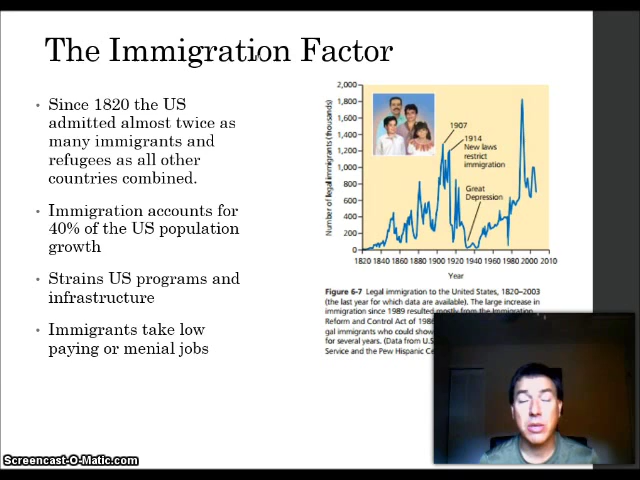 The Immigration Factor
• Since 1820 the US
admitted almost twice as
many immigrants and
refugees as all other
countries combined.
• Immigration accounts for
40% of the US population
growth
• Strains US programs and
infrastructure
• Immigrants take low
paying or menial jobs
Number of legal immigrants (thousands)
2,000
1,800
1,600
1,400
1,200
1,000
800
600
400
200
0
1907
1914
New laws
restrict
immigration
Great
Depression
1820 1840 1860 1880 1900 1920 1940 1960 1980 2000 2010
Year
Figure 6-7 Legal immigration to the United States, 1820–2003
(the last year for which data are available). The large increase in
immigration since 1989 resulted mostly from the Immigration
Reform and Control Act of 1986
gal immigrants who could show
for several years. (Data from U.S.
Service and the Pew Hispanic
Screencast-O-Matic.com